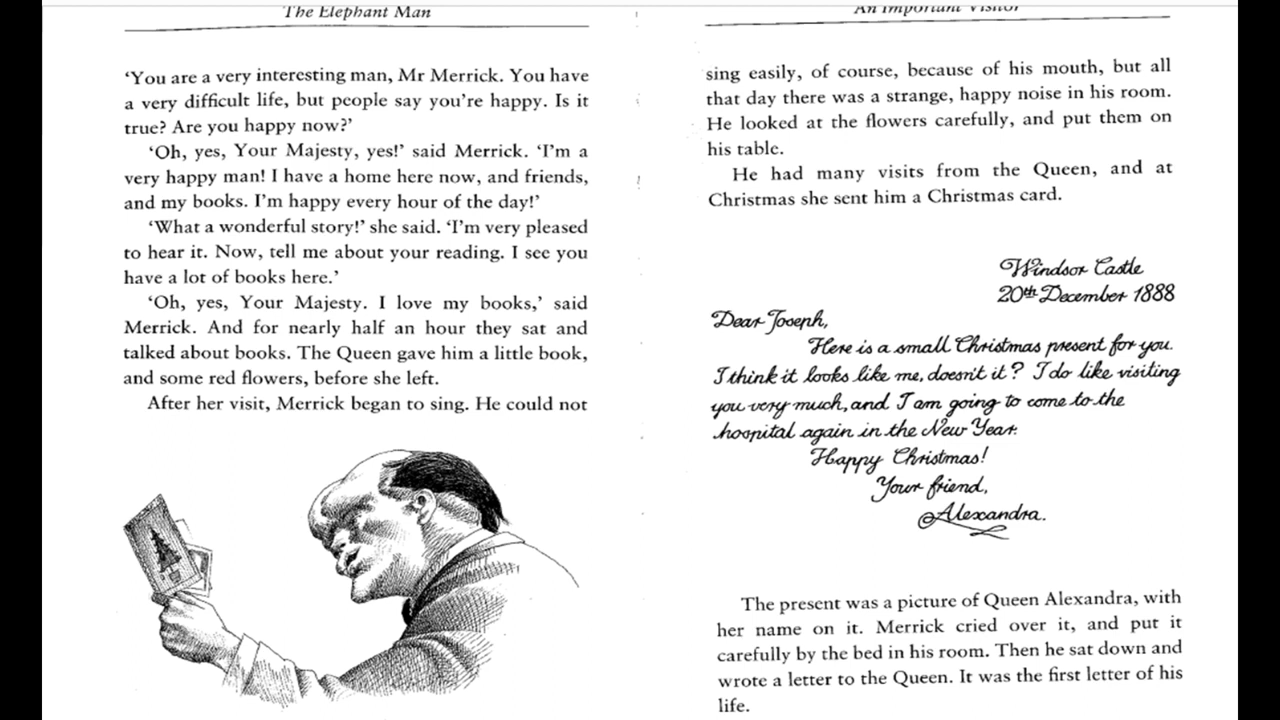 The Elephant Man
'You are a very interesting man, Mr Merrick. You have
a very difficult life, but people say you're happy. Is it
true? Are you happy now?'
'Oh, yes, Your Majesty, yes!' said Merrick. 'I'm a
very happy man! I have a home here now, and friends,
and my books. I'm happy every hour of the day!'
'What a wonderful story!' she said. 'I'm very pleased
to hear it. Now, tell me about your reading. I see you
have a lot of books here.'
'Oh, yes, Your Majesty. I love my books,' said
Merrick. And for nearly half an hour they sat and
talked about books. The Queen gave him a little book,
and some red flowers, before she left.
After her visit, Merrick began to sing. He could not
An Important Visitor
sing easily, of course, because of his mouth, but all
that day there was a strange, happy noise in his room.
He looked at the flowers carefully, and put them on
his table.
He had many visits from the Queen, and at
Christmas she sent him a Christmas card.
Windsor Castle
20th December 1888
Dear Joseph,
Here is a small Christmas present for you.
I think it looks like me, doesn't it? I do like visiting
you very much, and I am going to come to the
hospital again in the New Year.
Happy Christmas!
Your friend,
Alexandra.
The present was a picture of Queen Alexandra, with
her name on it. Merrick cried over it, and put it
carefully by the bed in his room. Then he sat down and
wrote a letter to the Queen. It was the first letter of his
life.